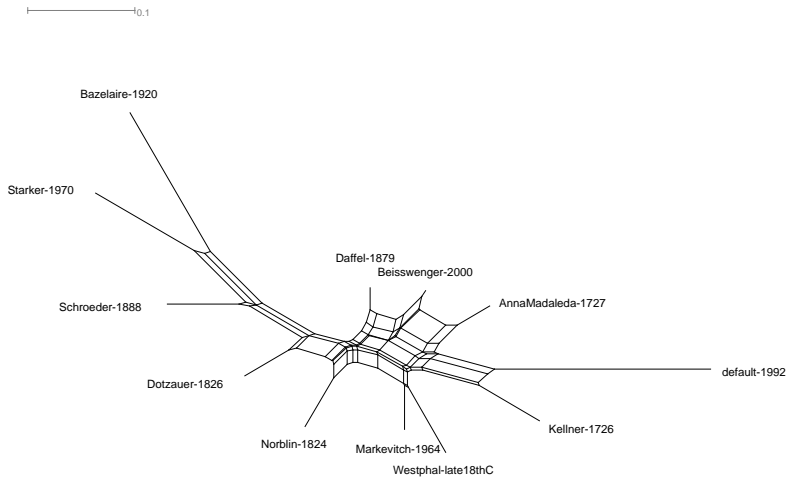 0.1
Bazelaire-1920
Starker-1970
Daffel-1879
Beisswenger-2000
Schroeder-1888
AnnaMadaleda-1727
default-1992
Dotzauer-1826
Kellner-1726
Norblin-1824
Markevitch-1964
Westphal-late18thC